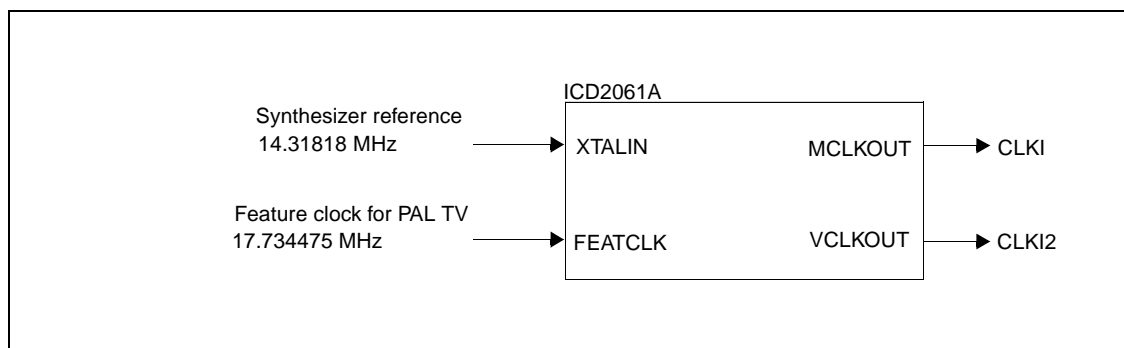 ICD2061A
Synthesizer reference
14.31818 MHz
XTALIN
MCLKOUT
CLKI
Feature clock for PAL TV
17.734475 MHz
FEATCLK
VCLKOUT
CLKI2